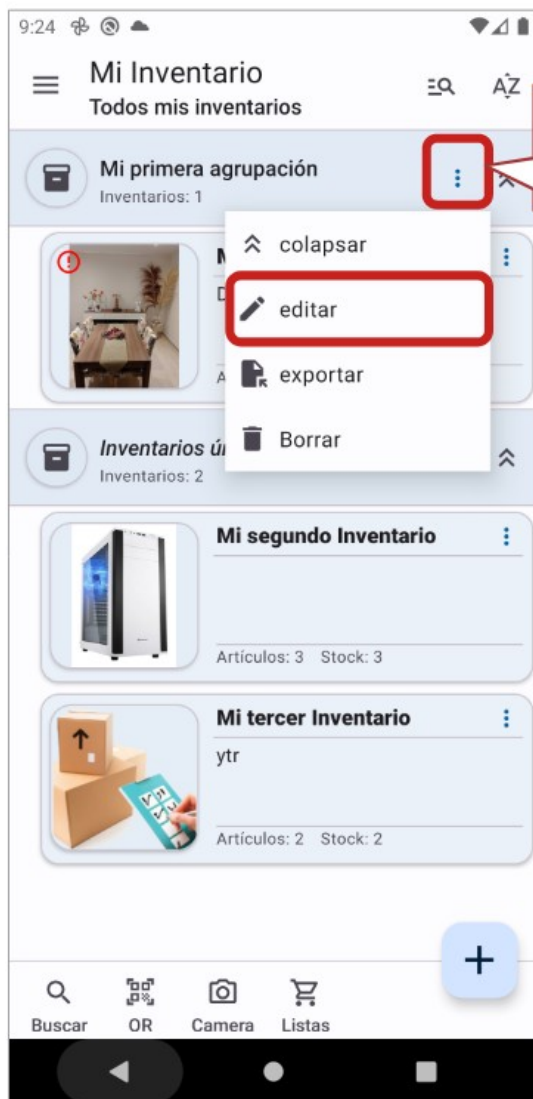 9:24
Mi Inventario
Todos mis inventarios
AZ
Mi primera agrupación
Inventarios: 1
colapsar
editar
exportar
Borrar
Inventarios
Inventarios: 2
Mi segundo Inventario
Artículos: 3 Stock: 3
Mi tercer Inventario
ytr
Artículos: 2 Stock: 2
Buscar QR Camera Listas